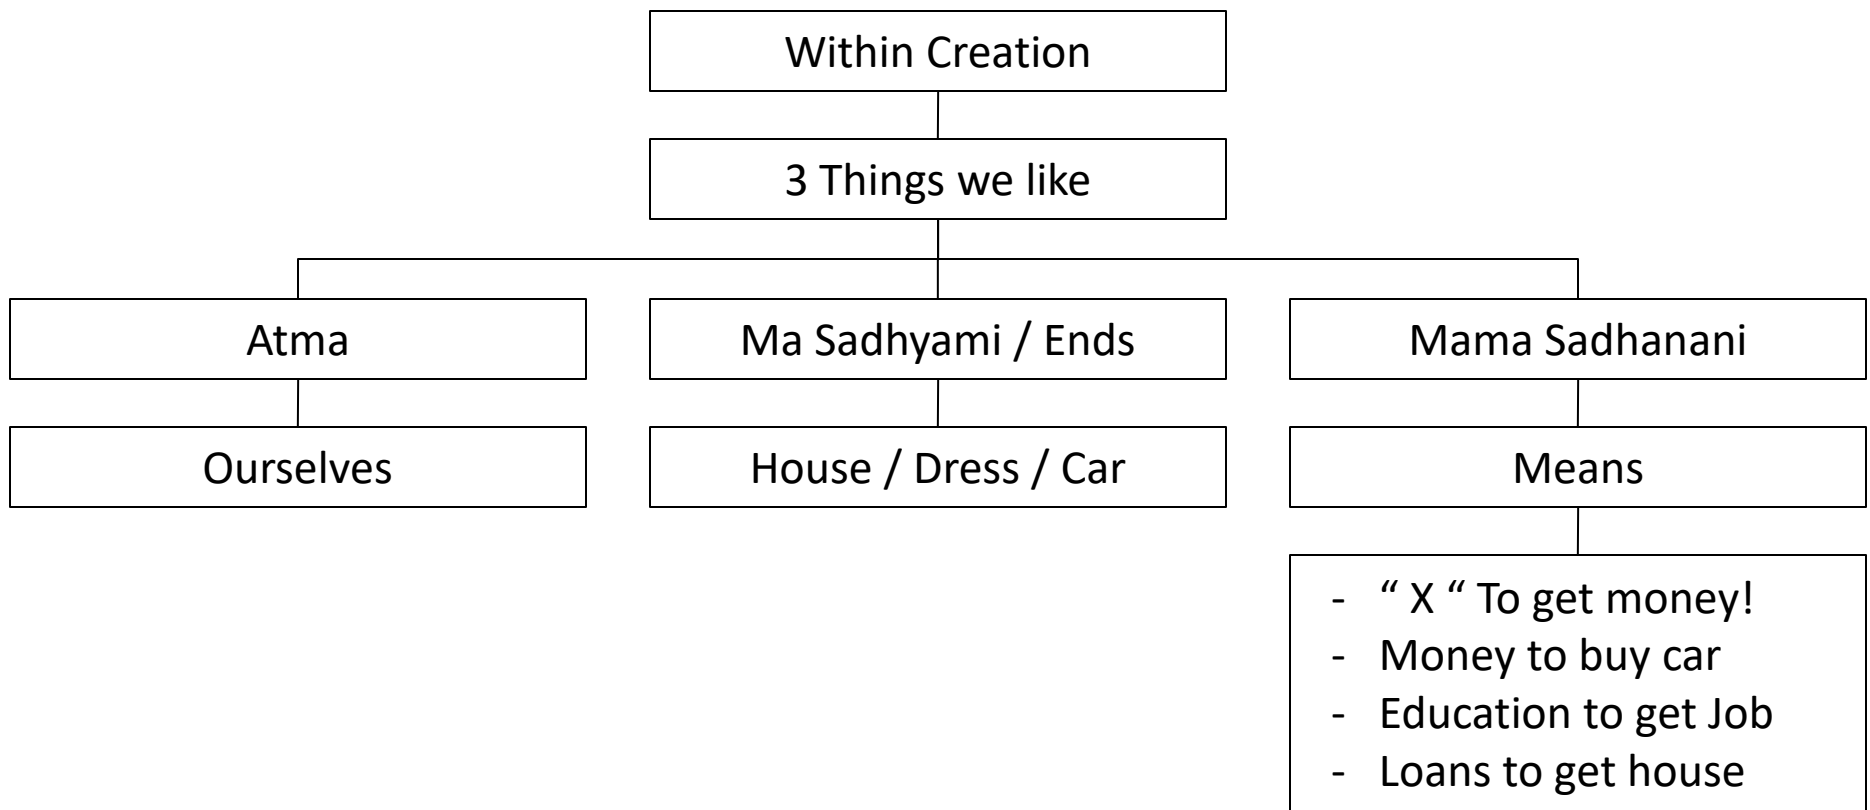 Within Creation
3 Things we like
Atma
Ma Sadhyami / Ends
Mama Sadhanani
Ourselves
House / Dress / Car
Means
- “ X “ To get money!
- Money to buy car
- Education to get Job
- Loans to get house